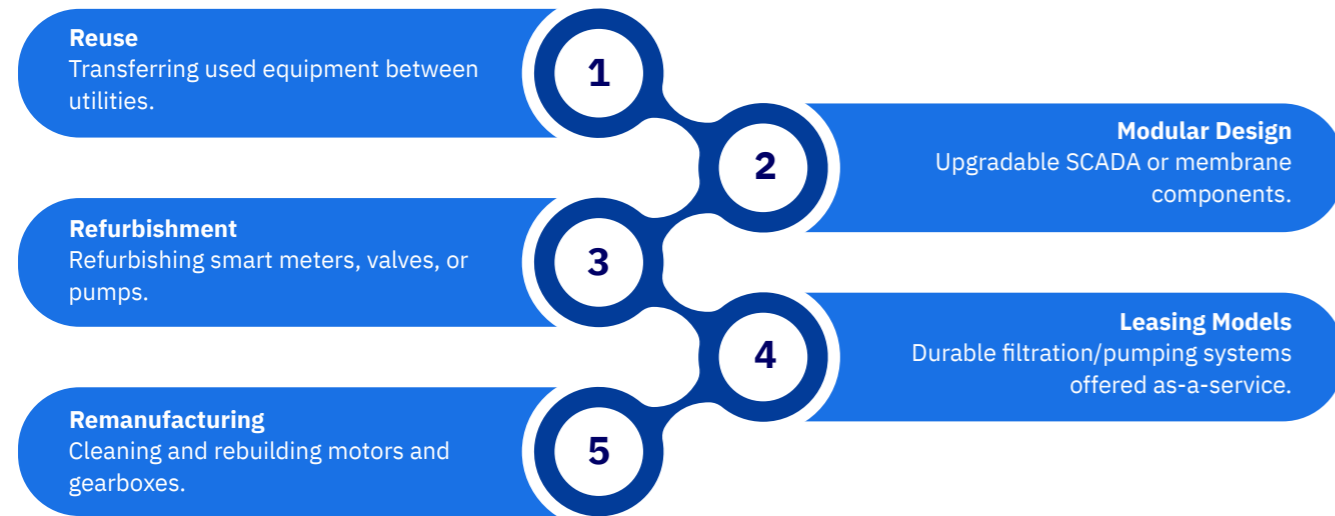 Reuse
Transferring used equipment between
utilities.
1
2
Modular Design
Upgradable SCADA or membrane
components.
Refurbishment
Refurbishing smart meters, valves, or
pumps.
3
4
Leasing Models
Durable filtration/pumping systems
offered as-a-service.
Remanufacturing
Cleaning and rebuilding motors and
gearboxes.
5